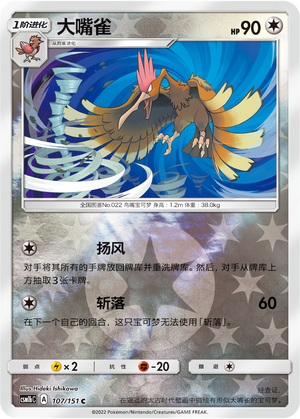 1阶进化 大嘴雀 HP90
从烈雀进化
全国图鉴No.022 鸟嘴宝可梦 身高：1.2m 体重：38.0kg
扬风
对手将其所有的手牌放回牌库并重洗牌库。然后，对手从牌库上
方抽取3张卡牌。
斩落 60
在下一个自己的回合，这只宝可梦无法使用「斩落」。
弱点 ×2 抵抗力 -20 撤退
Illus. Hideki Ishikawa
csm1b C A 107/151 C
©2022 Pokémon/Nintendo/Creatures/GAME FREAK.